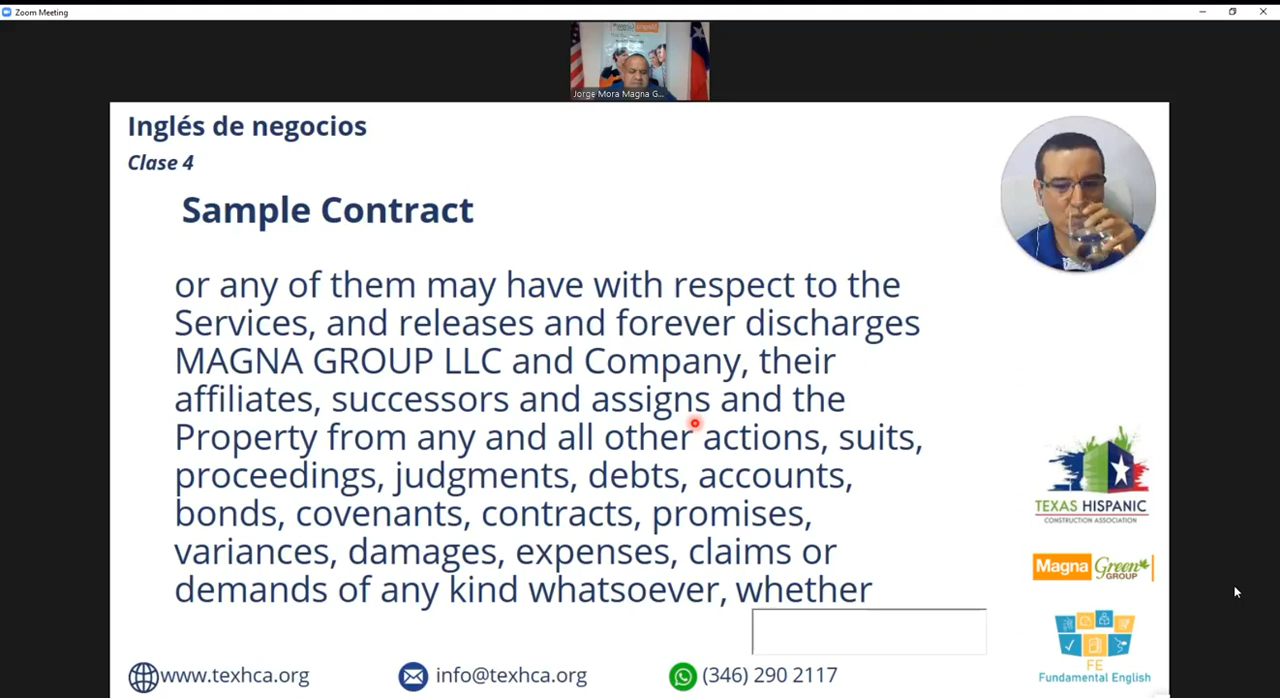 Zoom Meeting
Jorge Mora Magna G...
Inglés de negocios
Clase 4
Sample Contract
or any of them may have with respect to the
Services, and releases and forever discharges
MAGNA GROUP LLC and Company, their
affiliates, successors and assigns and the
Property from any and all other actions, suits,
proceedings, judgments, debts, accounts,
bonds, covenants, contracts, promises,
variances, damages, expenses, claims or
demands of any kind whatsoever, whether
TEXAS HISPANIC
CONSTRUCTION ASSOCIATION
Magna Green
GROUP
FE
Fundamental English
www.texhca.org
info@texhca.org
(346) 290 2117